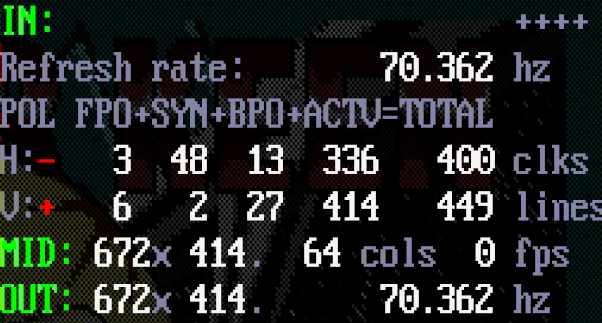 IN: ++++
Refresh rate: 70.362 hz
POL FPO+SYN+BPO+ACTV=TOTAL
H:- 3 48 13 336 400 clks
V:+ 6 2 27 414 449 lines
MID: 672x 414. 64 cols 0 fps
OUT: 672x 414. 70.362 hz